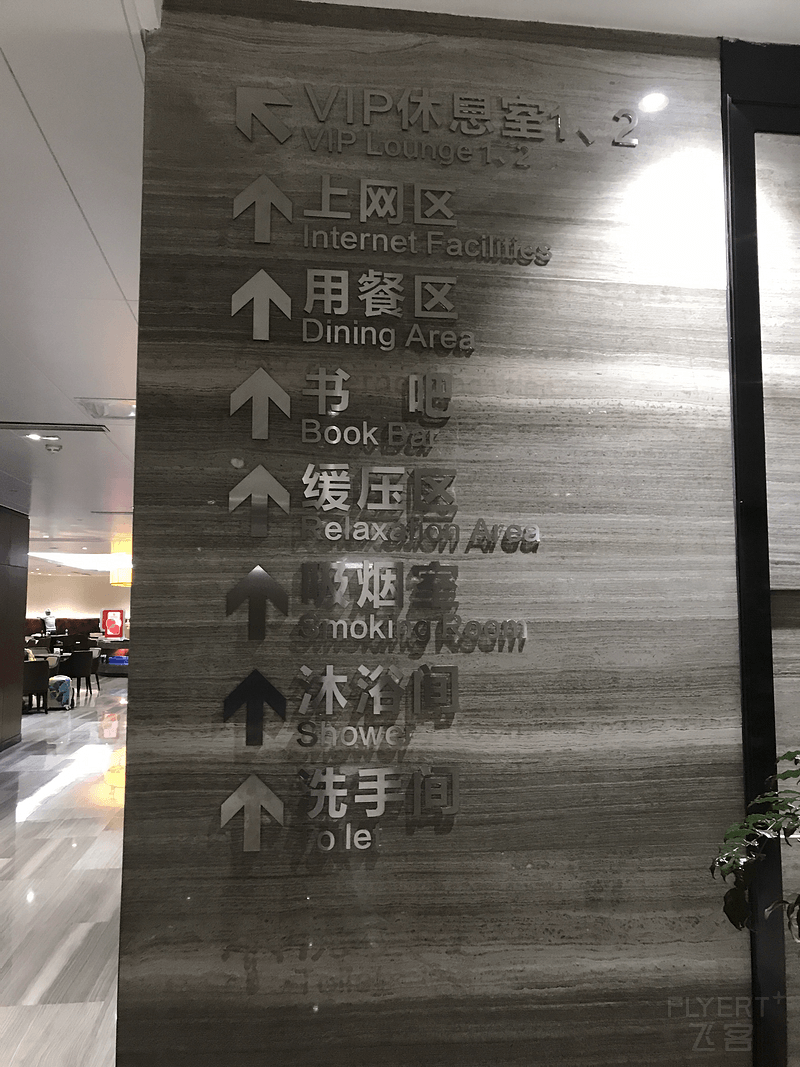 VIP休息室1、2
VIP Lounge 1、2
上网区
Internet Facilities
用餐区
Dining Area
书 吧
Book Bar
缓压区
Relaxation Area
吸烟室
Smoking Room
沐浴间
Shower
洗手间
Toilet
FLYERT+
飞客